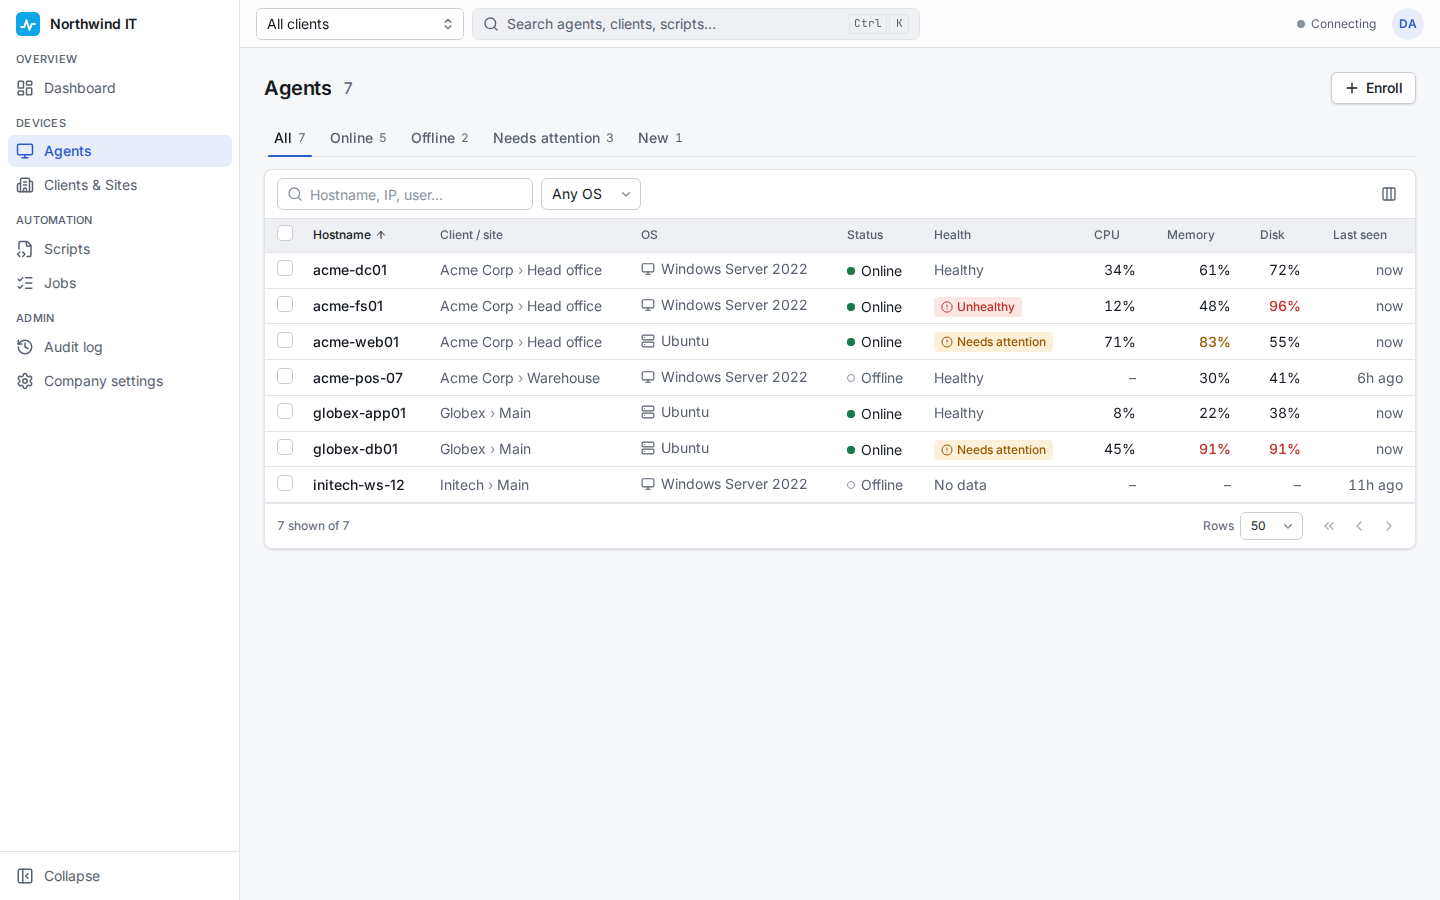 Northwind IT
All clients
Search agents, clients, scripts...
Ctrl K
Connecting
DA
OVERVIEW
Dashboard
DEVICES
Agents
Clients & Sites
AUTOMATION
Scripts
Jobs
ADMIN
Audit log
Company settings
Collapse
Agents 7
Enroll
All 7 Online 5 Offline 2 Needs attention 3 New 1
Hostname, IP, user... Any OS
Hostname Client / site OS Status Health CPU Memory Disk Last seen
acme-dc01 Acme Corp › Head office Windows Server 2022 Online Healthy 34% 61% 72% now
acme-fs01 Acme Corp › Head office Windows Server 2022 Online Unhealthy 12% 48% 96% now
acme-web01 Acme Corp › Head office Ubuntu Online Needs attention 71% 83% 55% now
acme-pos-07 Acme Corp › Warehouse Windows Server 2022 Offline Healthy – 30% 41% 6h ago
globex-app01 Globex › Main Ubuntu Online Healthy 8% 22% 38% now
globex-db01 Globex › Main Ubuntu Online Needs attention 45% 91% 91% now
initech-ws-12 Initech › Main Windows Server 2022 Offline No data – – – 11h ago
7 shown of 7 Rows 50